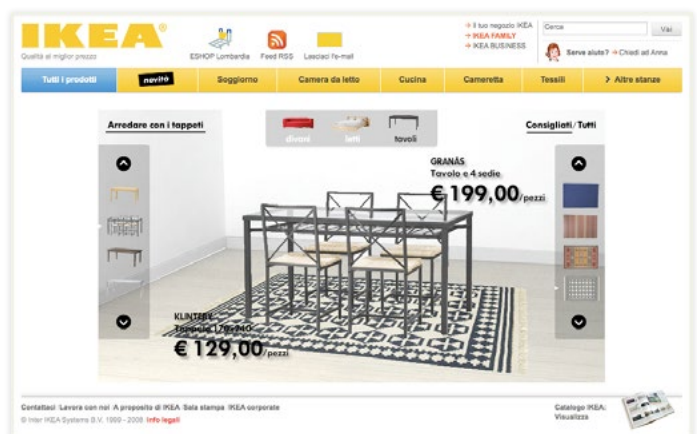 IKEA®
Qualità al miglior prezzo
ESHOP Lombardia
Feed RSS
Lasciaci l'e-mail
Il tuo negozio IKEA
IKEA FAMILY
IKEA BUSINESS
Cerca
Vai
Serve aiuto? Chiedi ad Anna
Tutti i prodotti
novità
Soggiorno
Camera da letto
Cucina
Cameretta
Tessili
> Altre stanze
Arredare con i tappeti
divani
letti
tavoli
Consigliati/Tutti
GRANÅS
Tavolo e 4 sedie
€ 199,00/pezzi
Tappeto
€ 129,00/pezzi
Contattaci Lavora con noi A proposito di IKEA Sala stampa IKEA corporate
© Inter IKEA Systems B.V. 1999 - 2008 Info legali
Catalogo IKEA:
Visualizza